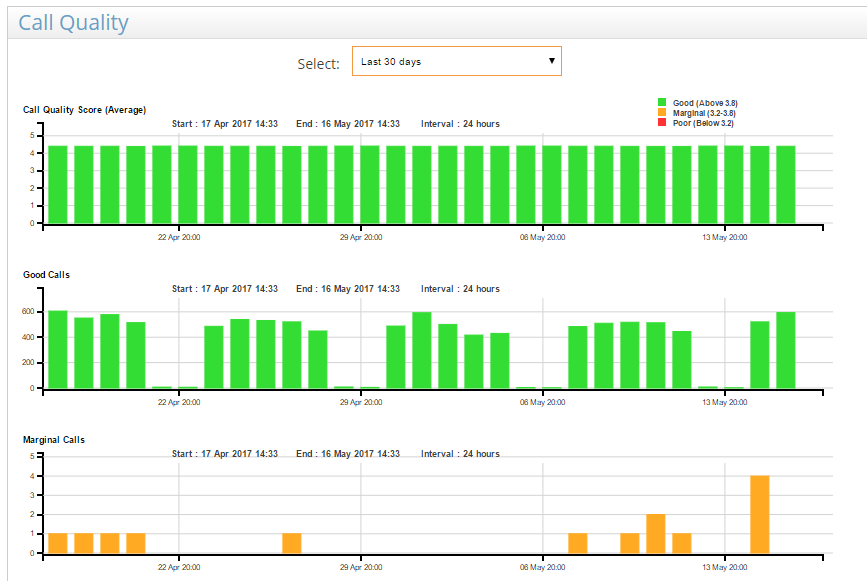 Call Quality
Select: Last 30 days ▼
Call Quality Score (Average)
Good (Above 3.8)
Marginal (3.2-3.8)
Poor (Below 3.2)
Start : 17 Apr 2017 14:33 End : 16 May 2017 14:33 Interval : 24 hours
5
4
3
2
1
0
22 Apr 20:00 29 Apr 20:00 06 May 20:00 13 May 20:00
Good Calls
Start : 17 Apr 2017 14:33 End : 16 May 2017 14:33 Interval : 24 hours
600
400
200
0
22 Apr 20:00 29 Apr 20:00 06 May 20:00 13 May 20:00
Marginal Calls
Start : 17 Apr 2017 14:33 End : 16 May 2017 14:33 Interval : 24 hours
5
4
3
2
1
0
22 Apr 20:00 29 Apr 20:00 06 May 20:00 13 May 20:00